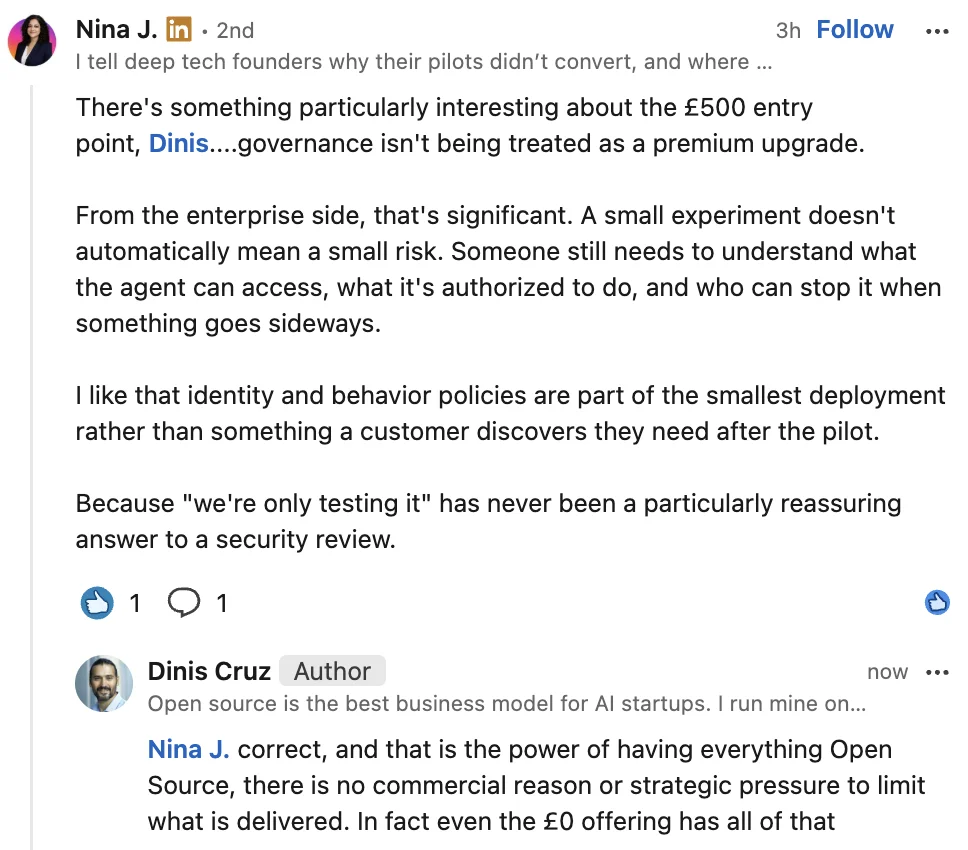 Nina J. in • 2nd 3h Follow ...
I tell deep tech founders why their pilots didn’t convert, and where ...
There's something particularly interesting about the £500 entry
point, Dinis....governance isn't being treated as a premium upgrade.
From the enterprise side, that's significant. A small experiment doesn't
automatically mean a small risk. Someone still needs to understand what
the agent can access, what it's authorized to do, and who can stop it when
something goes sideways.
I like that identity and behavior policies are part of the smallest deployment
rather than something a customer discovers they need after the pilot.
Because "we're only testing it" has never been a particularly reassuring
answer to a security review.
1 1
Dinis Cruz Author now ...
Open source is the best business model for AI startups. I run mine on...
Nina J. correct, and that is the power of having everything Open
Source, there is no commercial reason or strategic pressure to limit
what is delivered. In fact even the £0 offering has all of that